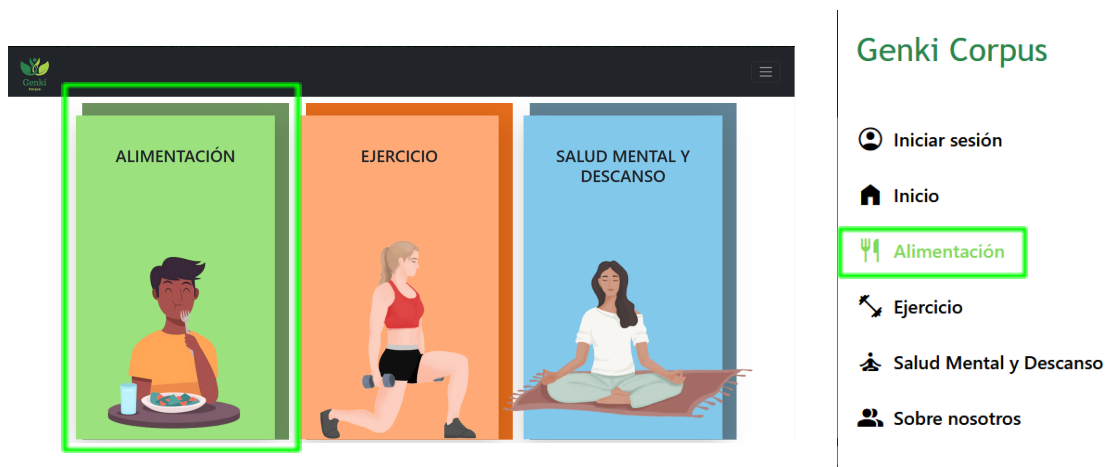 Genki
ALIMENTACIÓN
EJERCICIO
SALUD MENTAL Y
DESCANSO
Genki Corpus
Iniciar sesión
Inicio
Alimentación
Ejercicio
Salud Mental y Descanso
Sobre nosotros